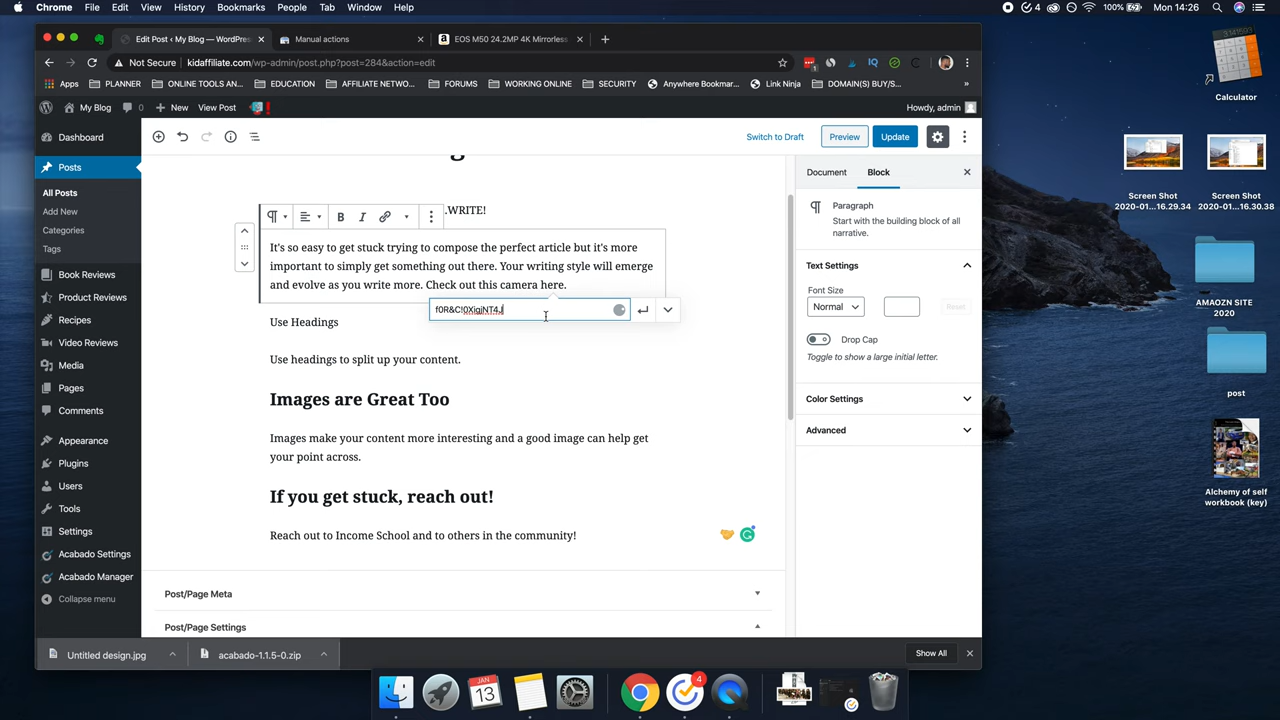 Chrome File Edit View History Bookmarks People Tab Window Help
4 100% Mon 14:26
Edit Post ‹ My Blog — WordPres
Manual actions
EOS M50 24.2MP 4K Mirrorless
Not Secure kidaffiliate.com/wp-admin/post.php?post=284&action=edit
Apps PLANNER ONLINE TOOLS AN... EDUCATION AFFILIATE NETWO... FORUMS WORKING ONLINE SECURITY Anywhere Bookmar... Link Ninja DOMAIN(S) BUY/S...
My Blog 0 New View Post Howdy, admin
Dashboard
Posts
All Posts
Add New
Categories
Tags
Book Reviews
Product Reviews
Recipes
Video Reviews
Media
Pages
Comments
Appearance
Plugins
Users
Tools
Settings
Acabado Settings
Acabado Manager
Collapse menu
Switch to Draft Preview Update
.WRITE!
It's so easy to get stuck trying to compose the perfect article but it's more
important to simply get something out there. Your writing style will emerge
and evolve as you write more. Check out this camera here.
Use Headings
Use headings to split up your content.
Images are Great Too
Images make your content more interesting and a good image can help get
your point across.
If you get stuck, reach out!
Reach out to Income School and to others in the community!
Post/Page Meta
Post/Page Settings
Document Block
Paragraph
Start with the building block of all
narrative.
Text Settings
Font Size
Normal Reset
Drop Cap
Toggle to show a large initial letter.
Color Settings
Advanced
Untitled design.jpg
acabado-1.1.5-0.zip
Show All
Calculator
Screen Shot
2020-01...16.29.34
Screen Shot
2020-01...16.30.38
AMAOZN SITE
2020
post
Alchemy of self
workbook (key)
JAN
13
4